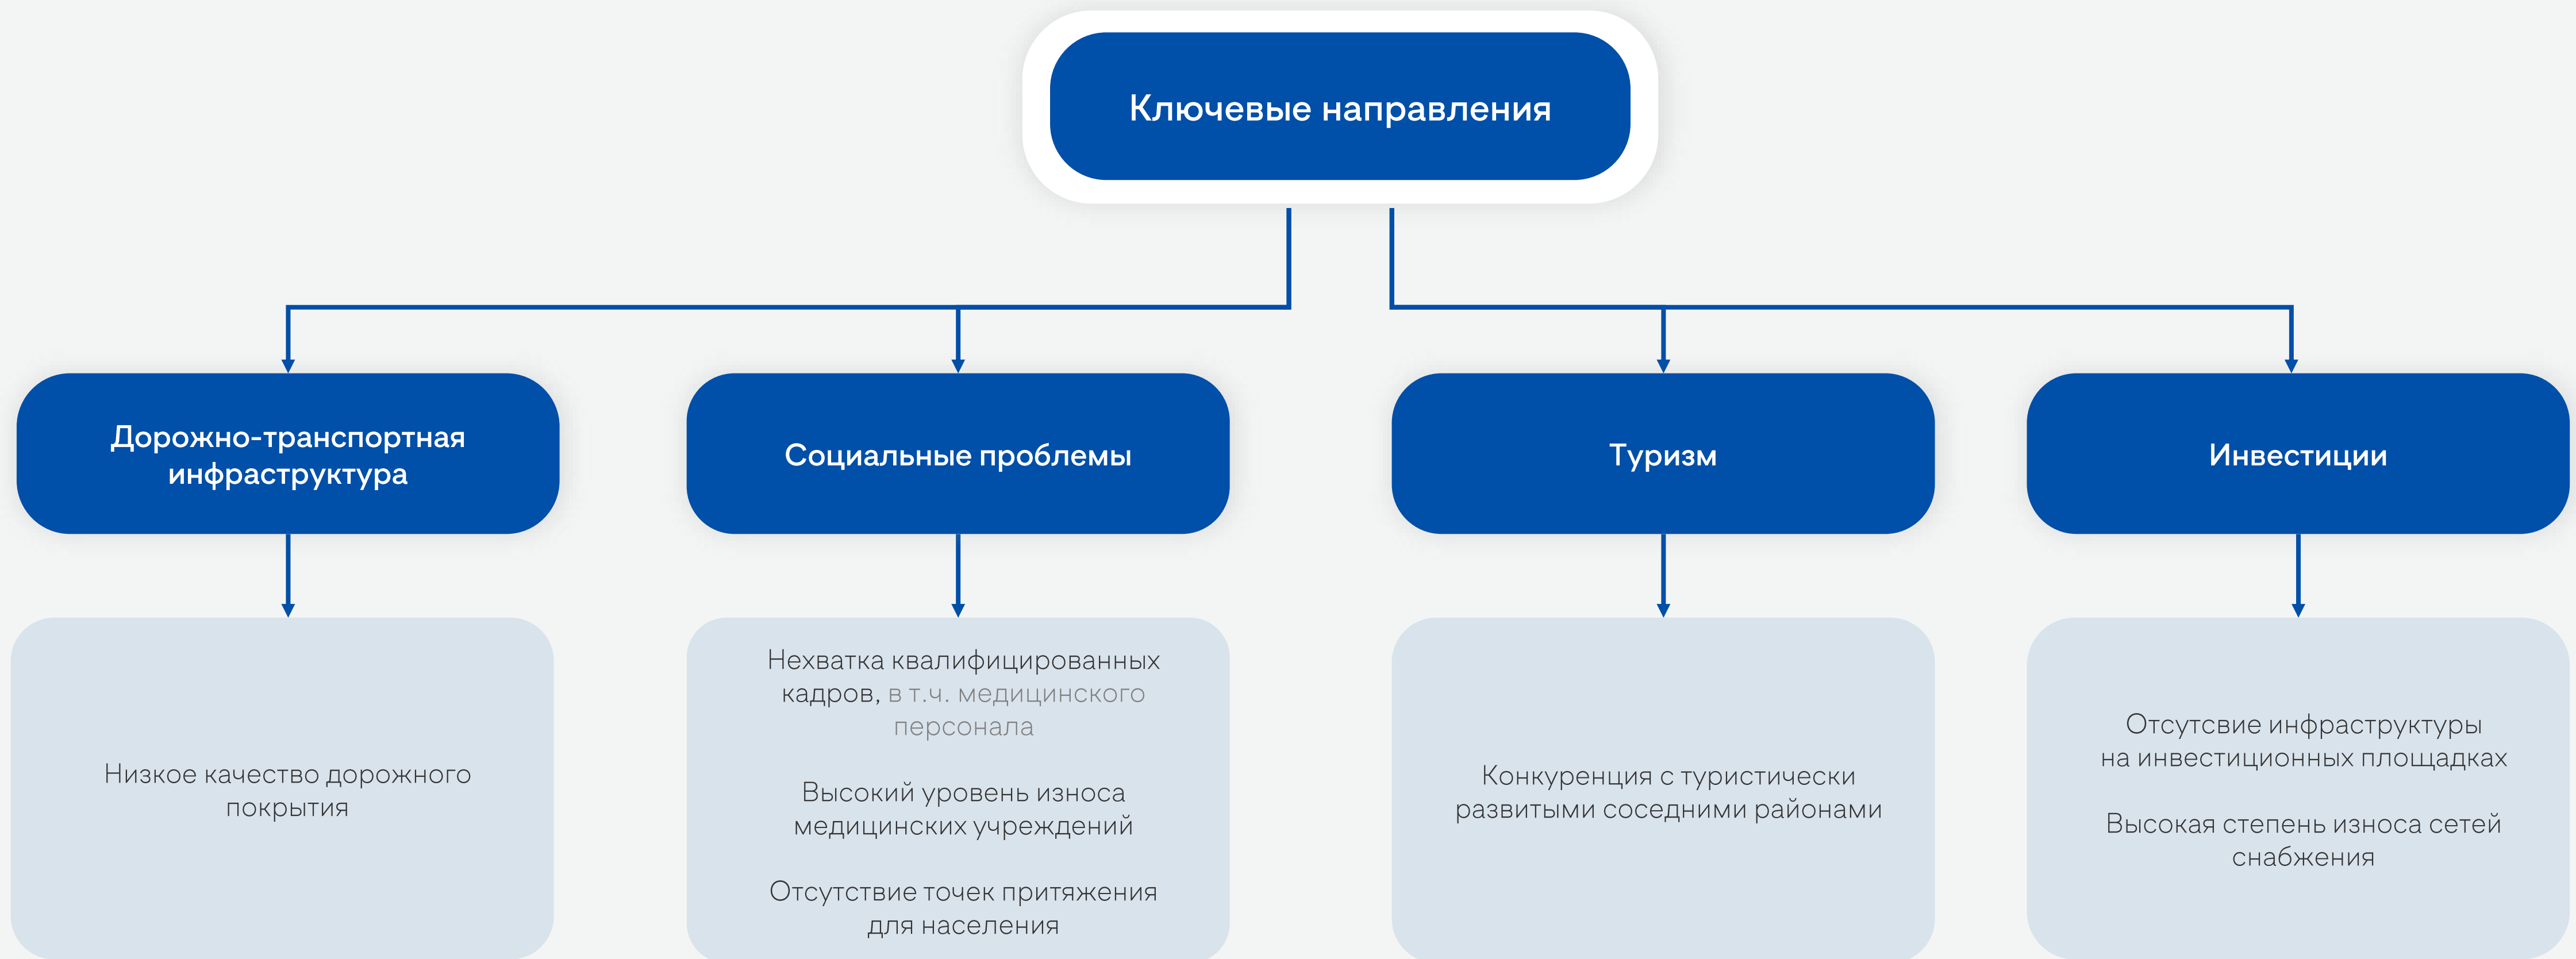 Ключевые направления
Дорожно-транспортная
инфраструктура
Социальные проблемы
Туризм
Инвестиции
Низкое качество дорожного
покрытия
Нехватка квалифицированных
кадров, в т.ч. медицинского
персонала
Высокий уровень износа
медицинских учреждений
Отсутствие точек притяжения
для населения
Конкуренция с туристически
развитыми соседними районами
Отсутсвие инфраструктуры
на инвестиционных площадках
Высокая степень износа сетей
снабжения